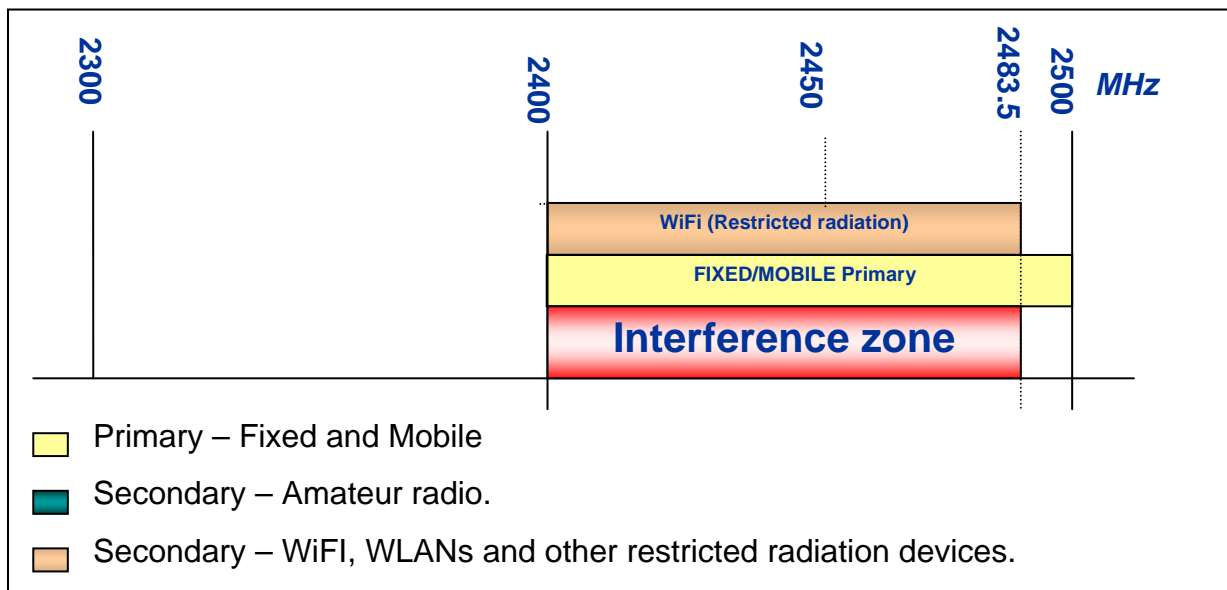 2300
2400
2450
2483.5
2500
MHz
WiFi (Restricted radiation)
FIXED/MOBILE Primary
Interference zone
Primary – Fixed and Mobile
Secondary – Amateur radio.
Secondary – WiFI, WLANs and other restricted radiation devices.